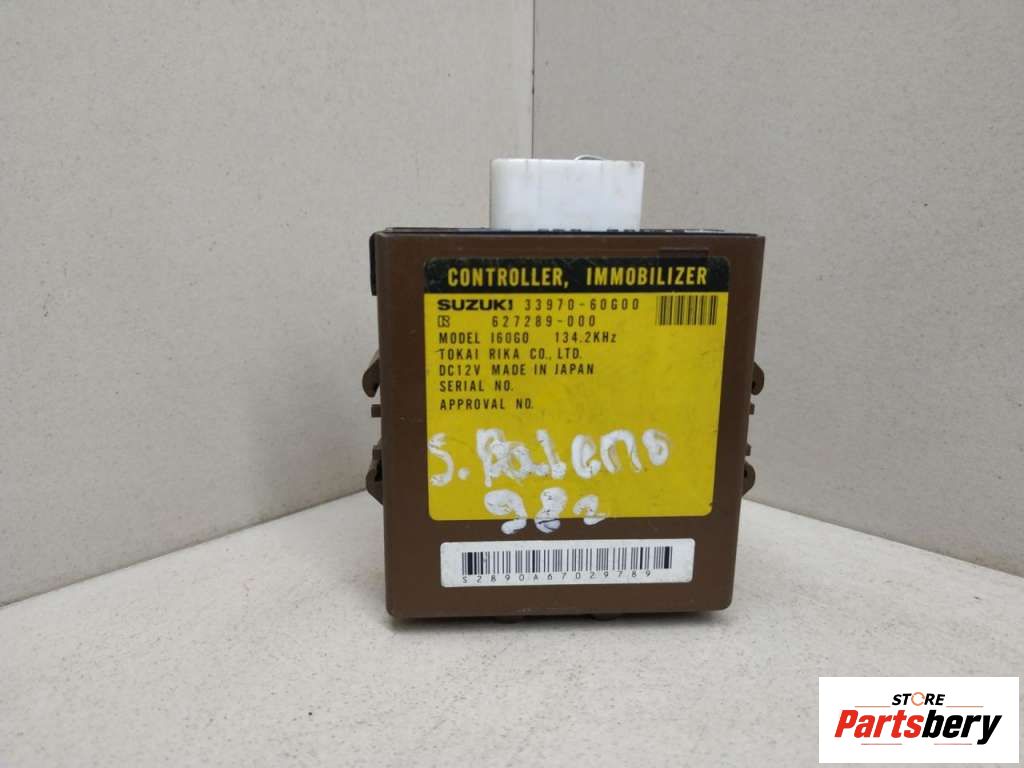 CONTROLLER, IMMOBILIZER
SUZUKI 33970-60G00
627289-000
MODEL I60G0 134.2KHz
TOKAI RIKA CO., LTD.
DC12V MADE IN JAPAN
SERIAL NO.
APPROVAL NO.
S. Baleno
98г
S2890A67029789
STORE
Partsbery